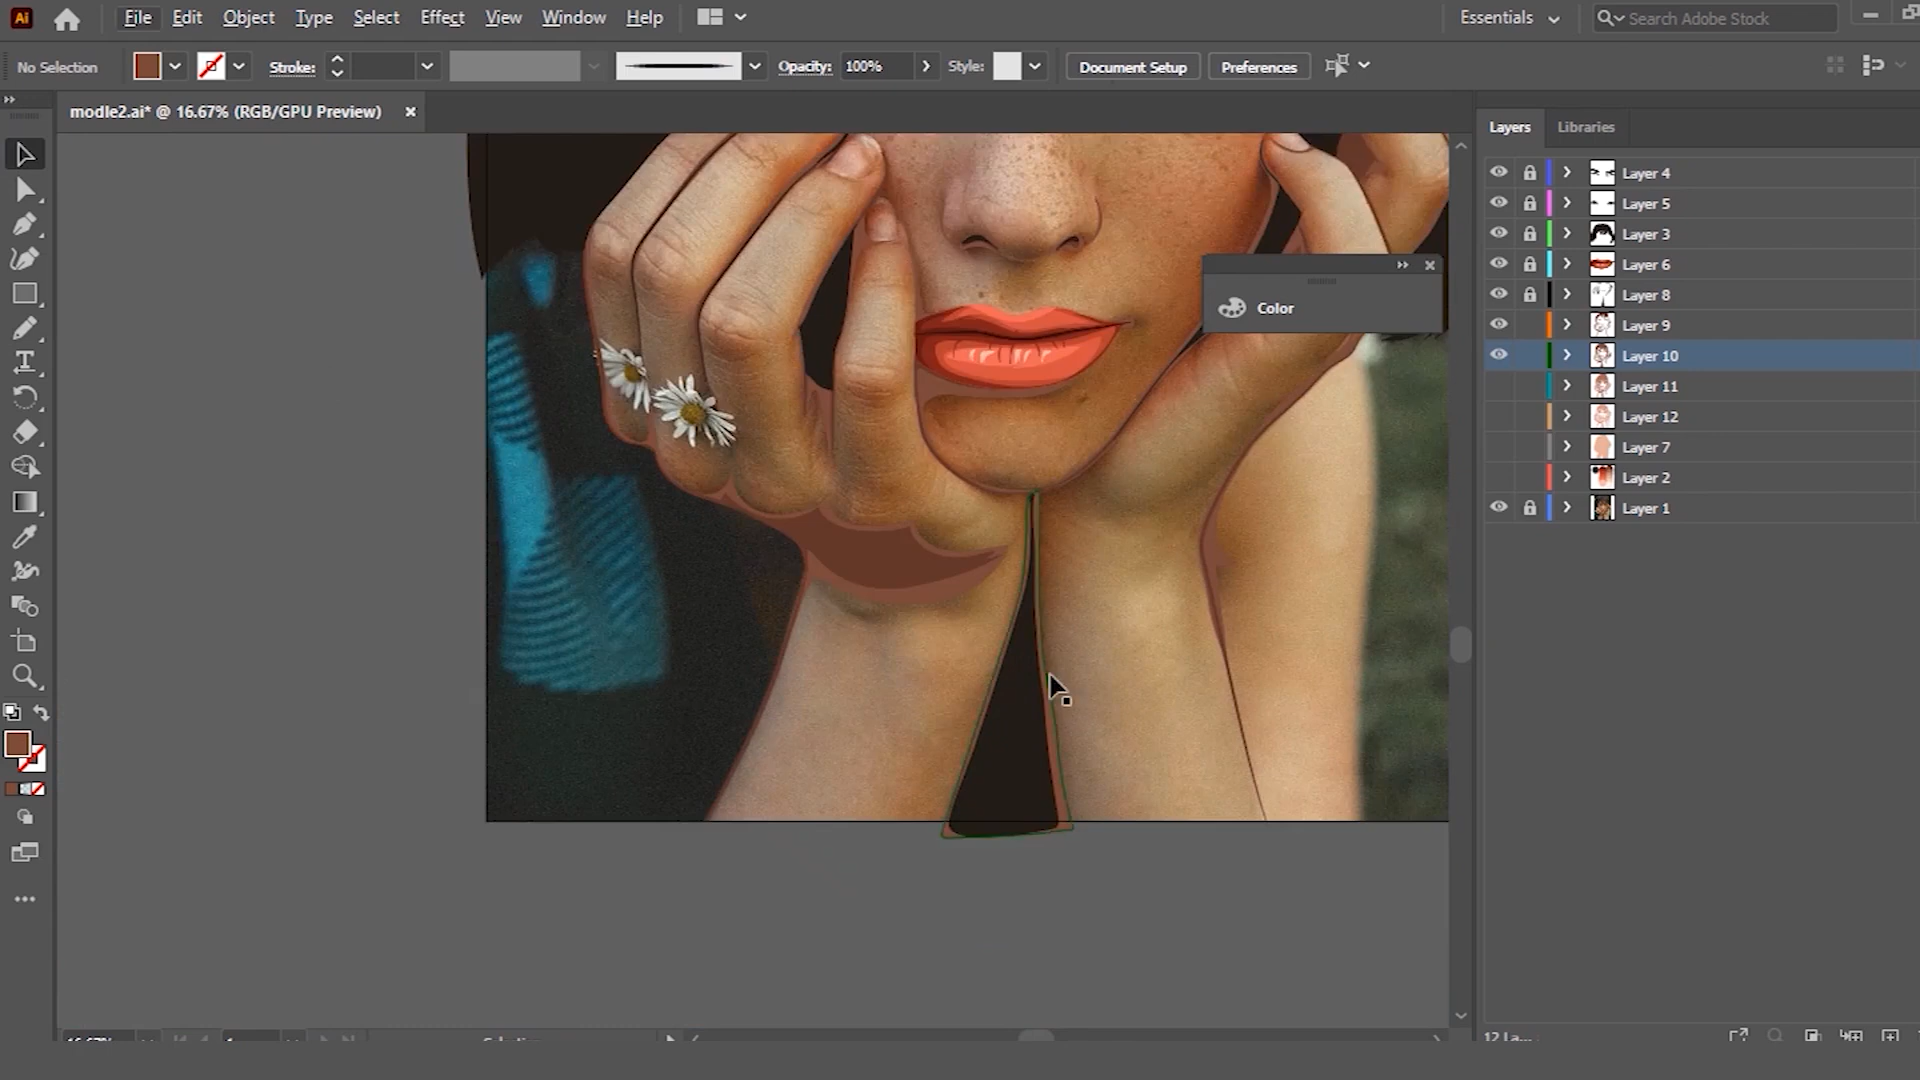 Ai File Edit Object Type Select Effect View Window Help Essentials Search Adobe Stock
No Selection Stroke: Opacity: 100% Style: Document Setup Preferences
modle2.ai* @ 16.67% (RGB/GPU Preview)
Layers Libraries
Layer 4
Layer 5
Layer 3
Layer 6
Layer 8
Layer 9
Layer 10
Layer 11
Layer 12
Layer 7
Layer 2
Layer 1
Color